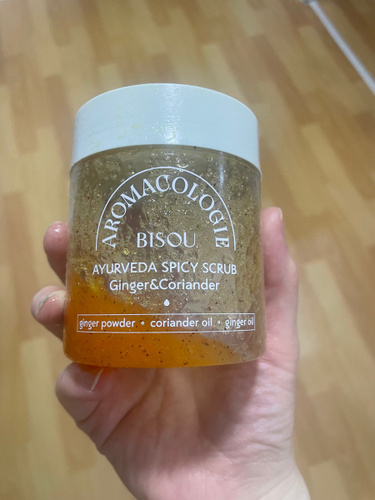 AROMACOLOGIE
BISOU
AYURVEDA SPICY SCRUB
Ginger&Coriander
ginger powder • coriander oil • ginger oil